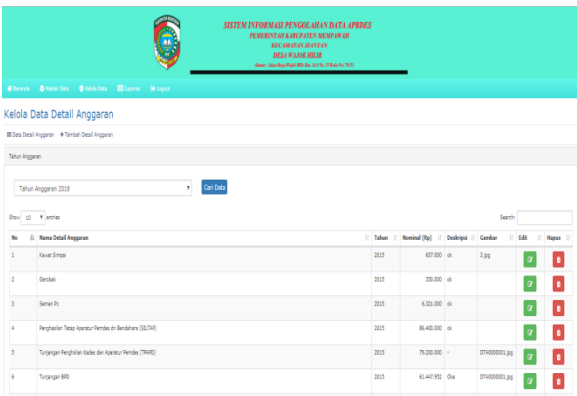 SISTEM INFORMASI PENGOLAHAN DATA APBDES
PEMERINTAH KABUPATEN MEMPAWAH
KECAMATAN SIANTAN
DESA WAJOK HILIR
Beranda Master Data Kelola Data Laporan Logout
Kelola Data Detail Anggaran
Data Detail Anggaran + Tambah Detail Anggaran
Tahun Anggaran
Tahun Anggaran 2015 Cari Data
Show 10 entries Search:
No Nama Detail Anggaran Tahun Nominal (Rp) Deskripsi Gambar Edit Hapus
1 Kawat Simpai 2015 637.000 ok 3.jpg
2 Gerobak 2015 350.000 ok
3 Semen Pc 2015 6.321.000 ok
4 Penghasilan Tetap Aparatur Pemdes dn Bendahara (SILTAP) 2015 86.400.000 ok
5 Tunjangan Penghsilan Kades dan Aparatur Pemdes (TPAPD) 2015 79.200.000 - DTA0000001.jpg
6 Tunjangan BPD 2015 61.447.952 Oke DTA0000001.jpg